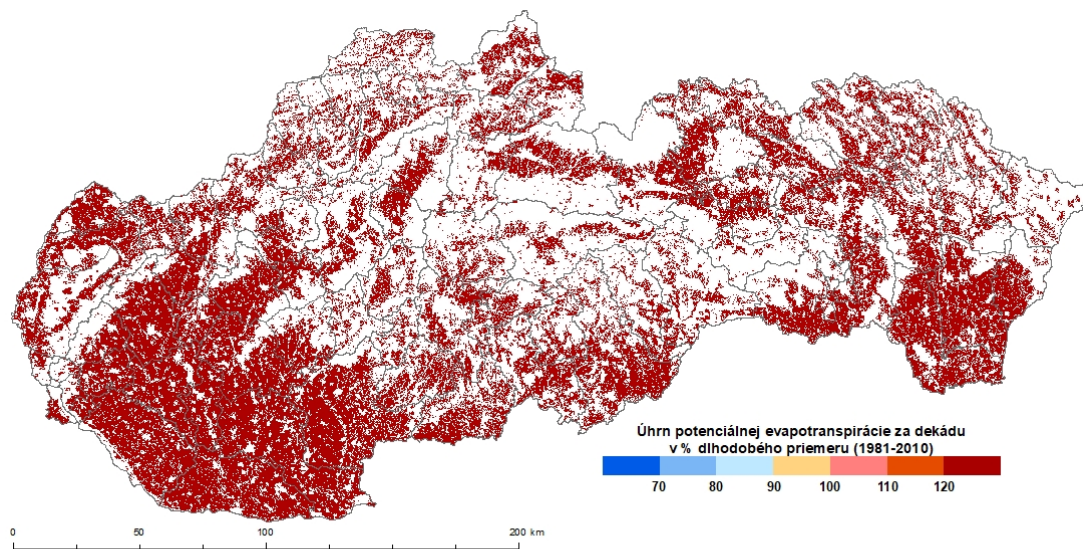 Úhrn potenciálnej evapotranspirácie za dekádu
v % dlhodobého priemeru (1981-2010)
70 80 90 100 110 120
0 50 100 200 km